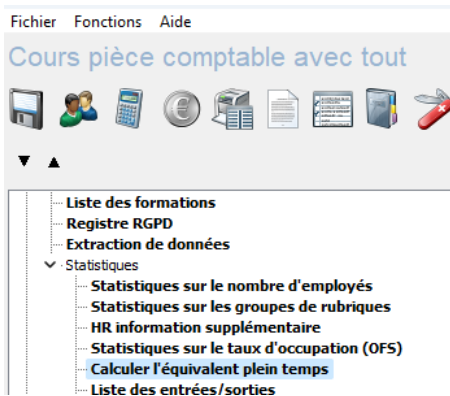 Fichier Fonctions Aide
Cours pièce comptable avec tout
Liste des formations
Registre RGPD
Extraction de données
Statistiques
Statistiques sur le nombre d'employés
Statistiques sur les groupes de rubriques
HR information supplémentaire
Statistiques sur le taux d'occupation (OFS)
Calculer l'équivalent plein temps
Liste des entrées/sorties